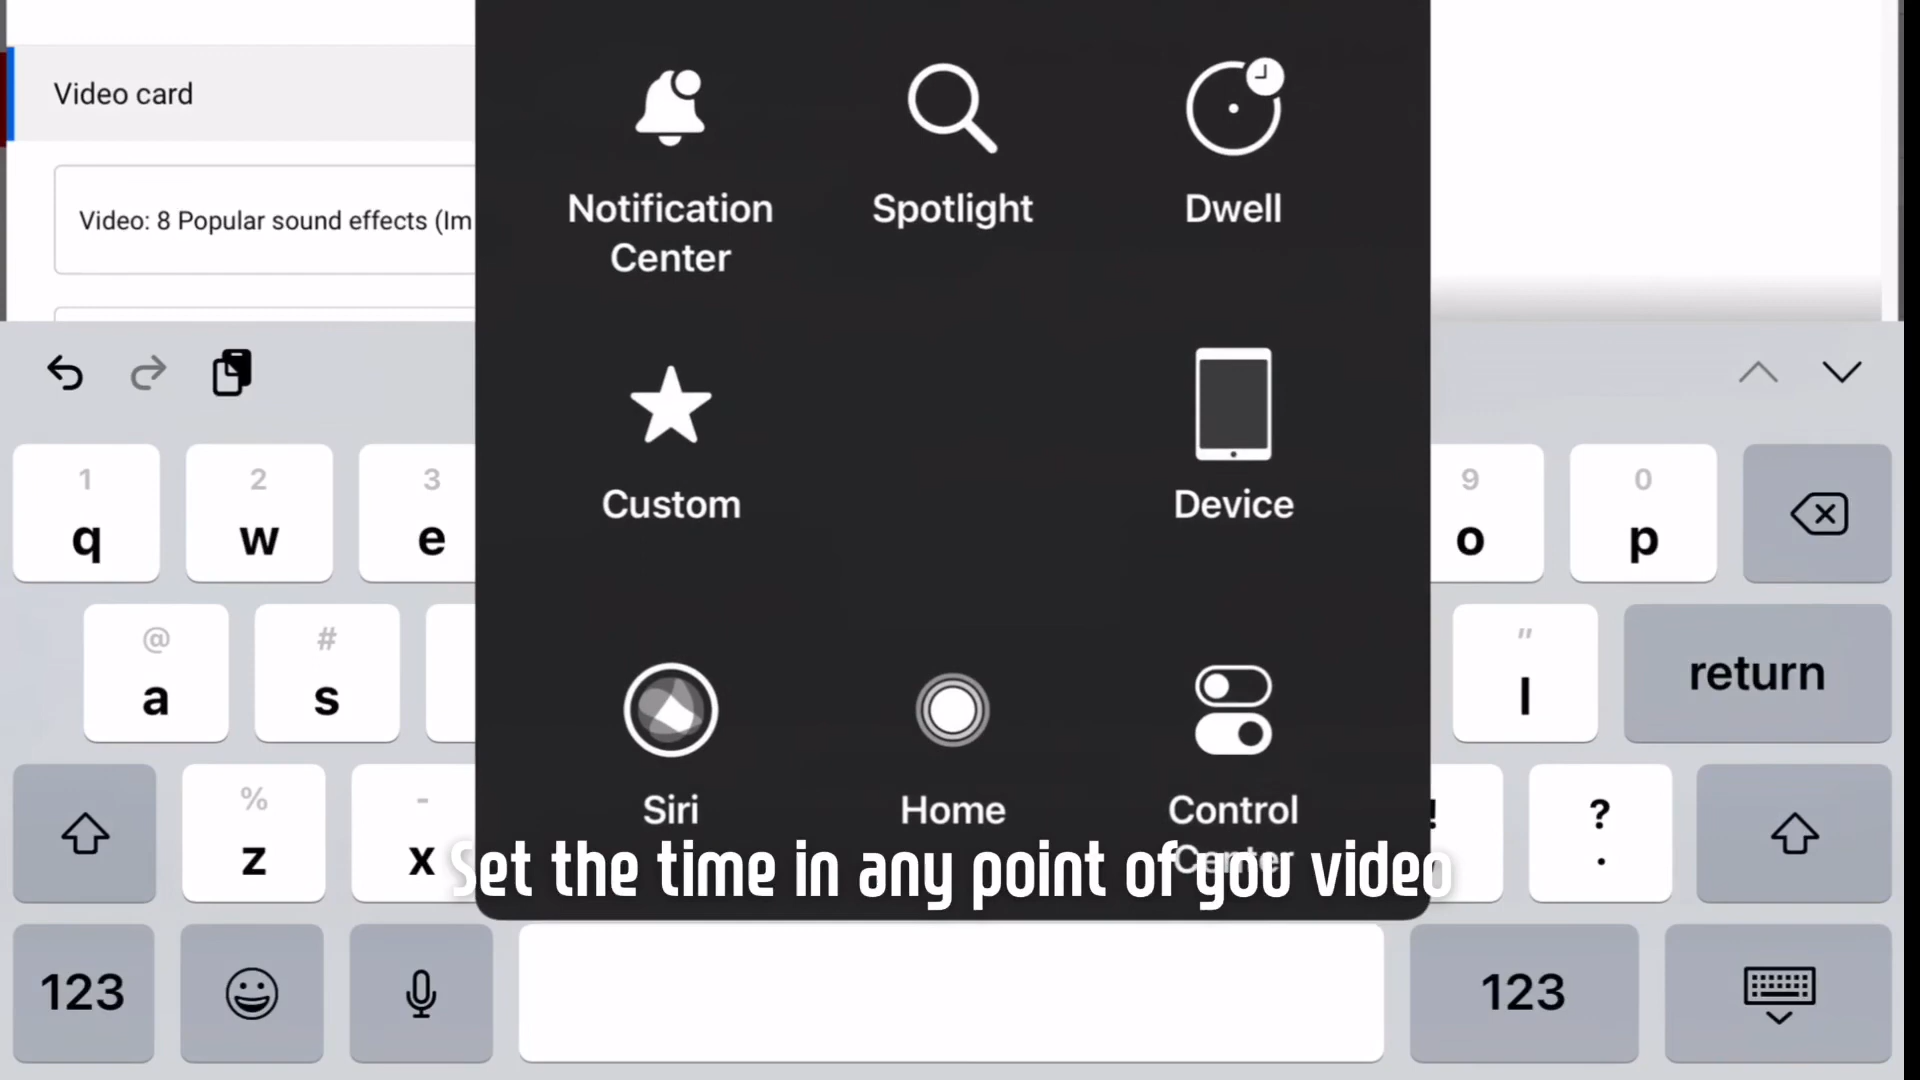 Video card
Video: 8 Popular sound effects (Im
Notification
Center
Spotlight
Dwell
Custom
Device
Siri
Home
Control
Center
Set the time in any point of you video
1 2 3 9 0
q w e o p
@ # "
a s l return
% -
z x ! ?
.
123 123